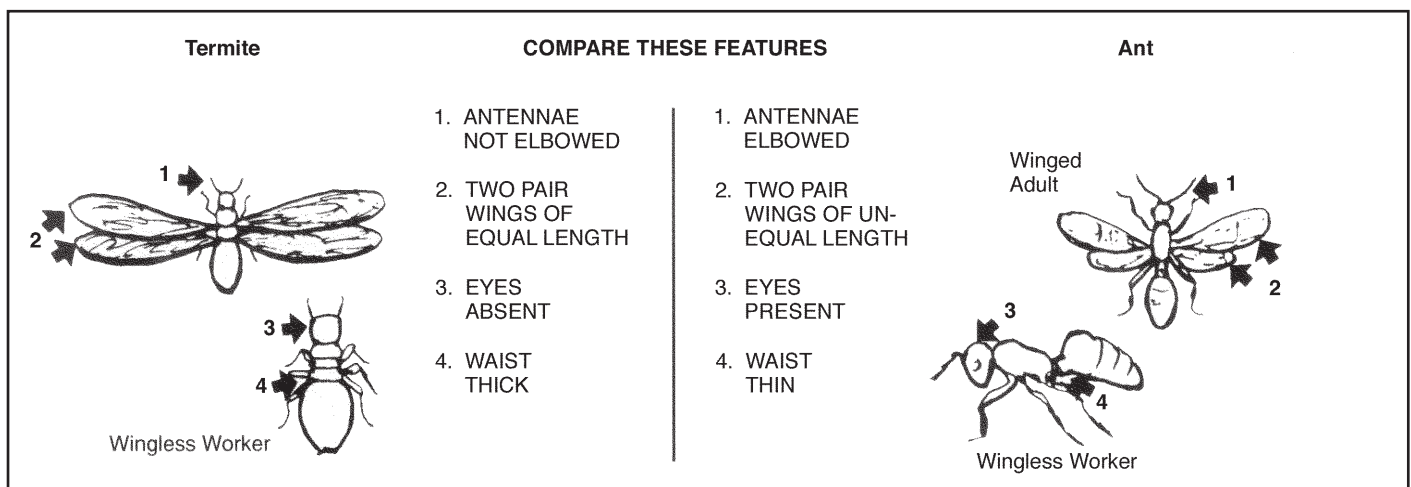 Termite
COMPARE THESE FEATURES
Ant
1. ANTENNAE
NOT ELBOWED
2. TWO PAIR
WINGS OF
EQUAL LENGTH
3. EYES
ABSENT
4. WAIST
THICK
1. ANTENNAE
ELBOWED
2. TWO PAIR
WINGS OF UN-
EQUAL LENGTH
3. EYES
PRESENT
4. WAIST
THIN
1
2
3
4
Wingless Worker
Winged
Adult
1
2
3
4
Wingless Worker